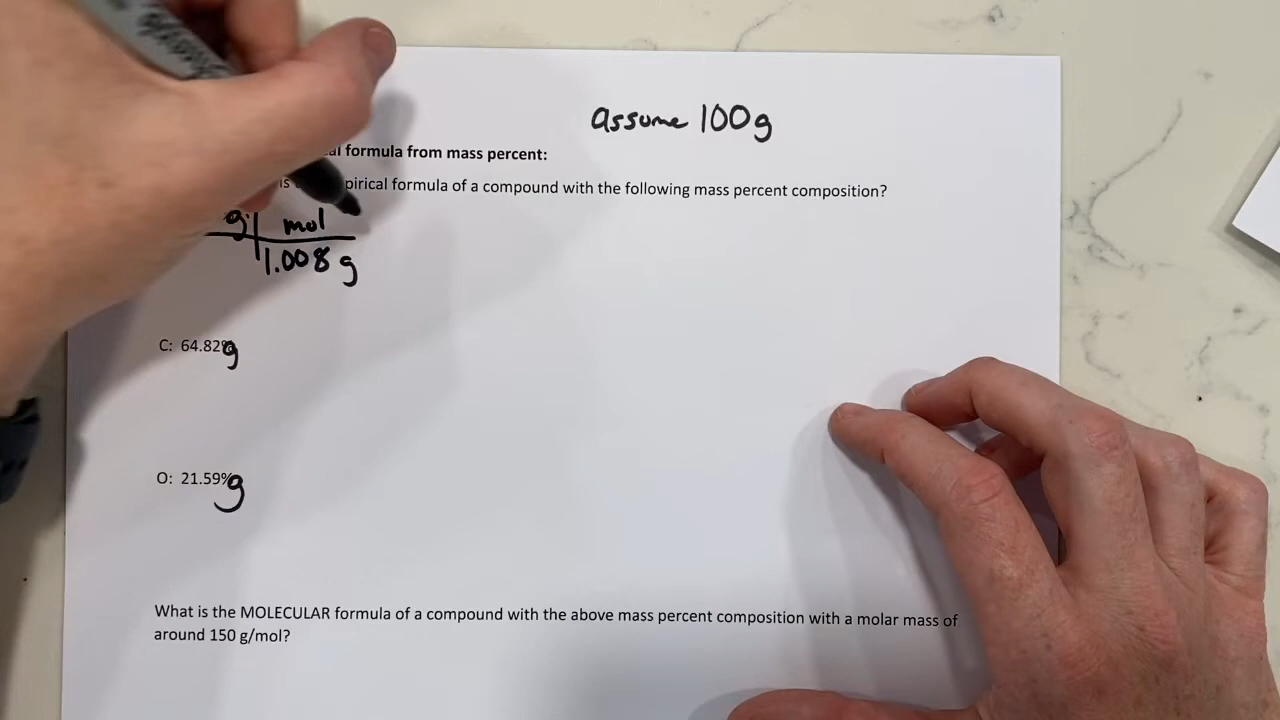 assume 100g
formula from mass percent:
is formula of a compound with the following mass percent composition?
g mol
1.008 g
C: 64.82%g
O: 21.59%g
What is the MOLECULAR formula of a compound with the above mass percent composition with a molar mass of
around 150 g/mol?